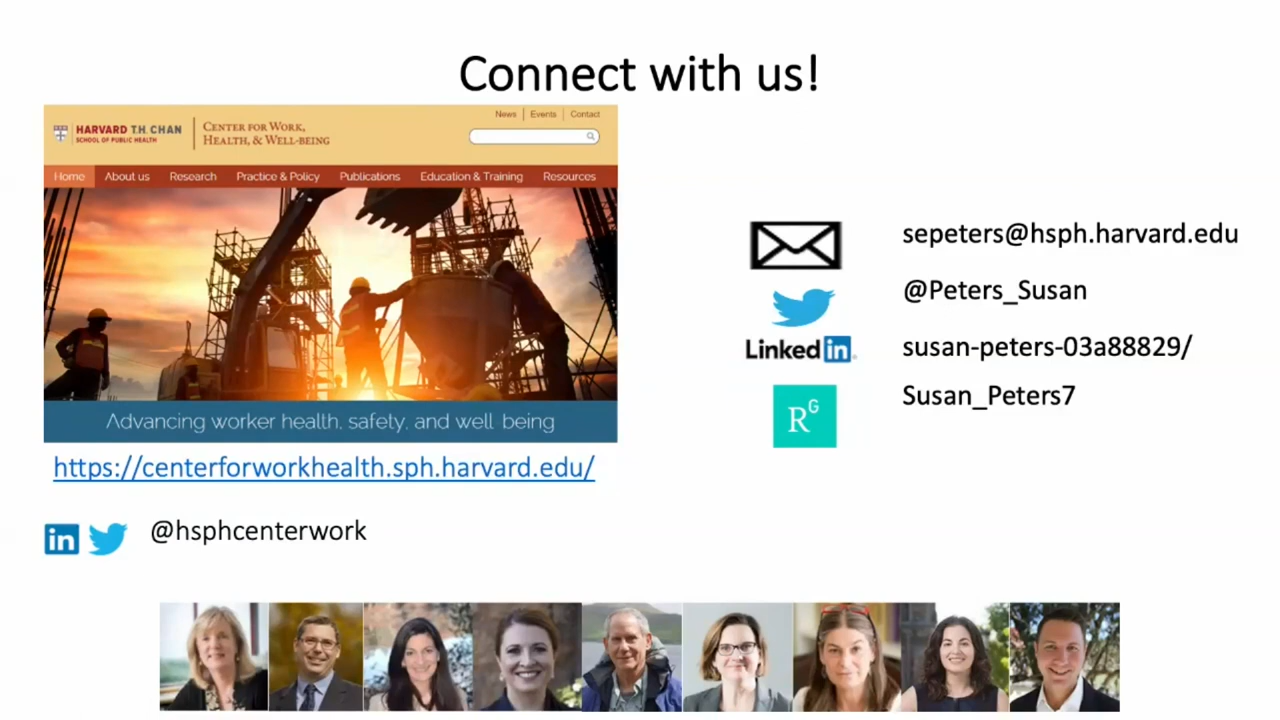 Connect with us!
News | Events | Contact
HARVARD T.H. CHAN
SCHOOL OF PUBLIC HEALTH
CENTER FOR WORK,
HEALTH, & WELL-BEING
Home About us Research Practice & Policy Publications Education & Training Resources
Advancing worker health, safety, and well being
https://centerforworkhealth.sph.harvard.edu/
in @hsphcenterwork
sepeters@hsph.harvard.edu
@Peters_Susan
LinkedIn susan-peters-03a88829/
RG Susan_Peters7